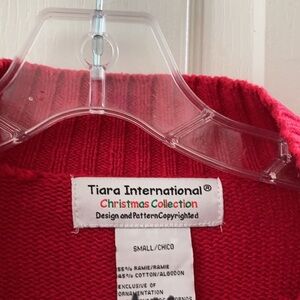 Tiara International®
Christmas Collection
Design and Pattern Copyrighted
SMALL/CHICO
55% RAMIE/RAMIE
45% COTTON/ALGODON
EXCLUSIVE OF
ORNAMENTATION